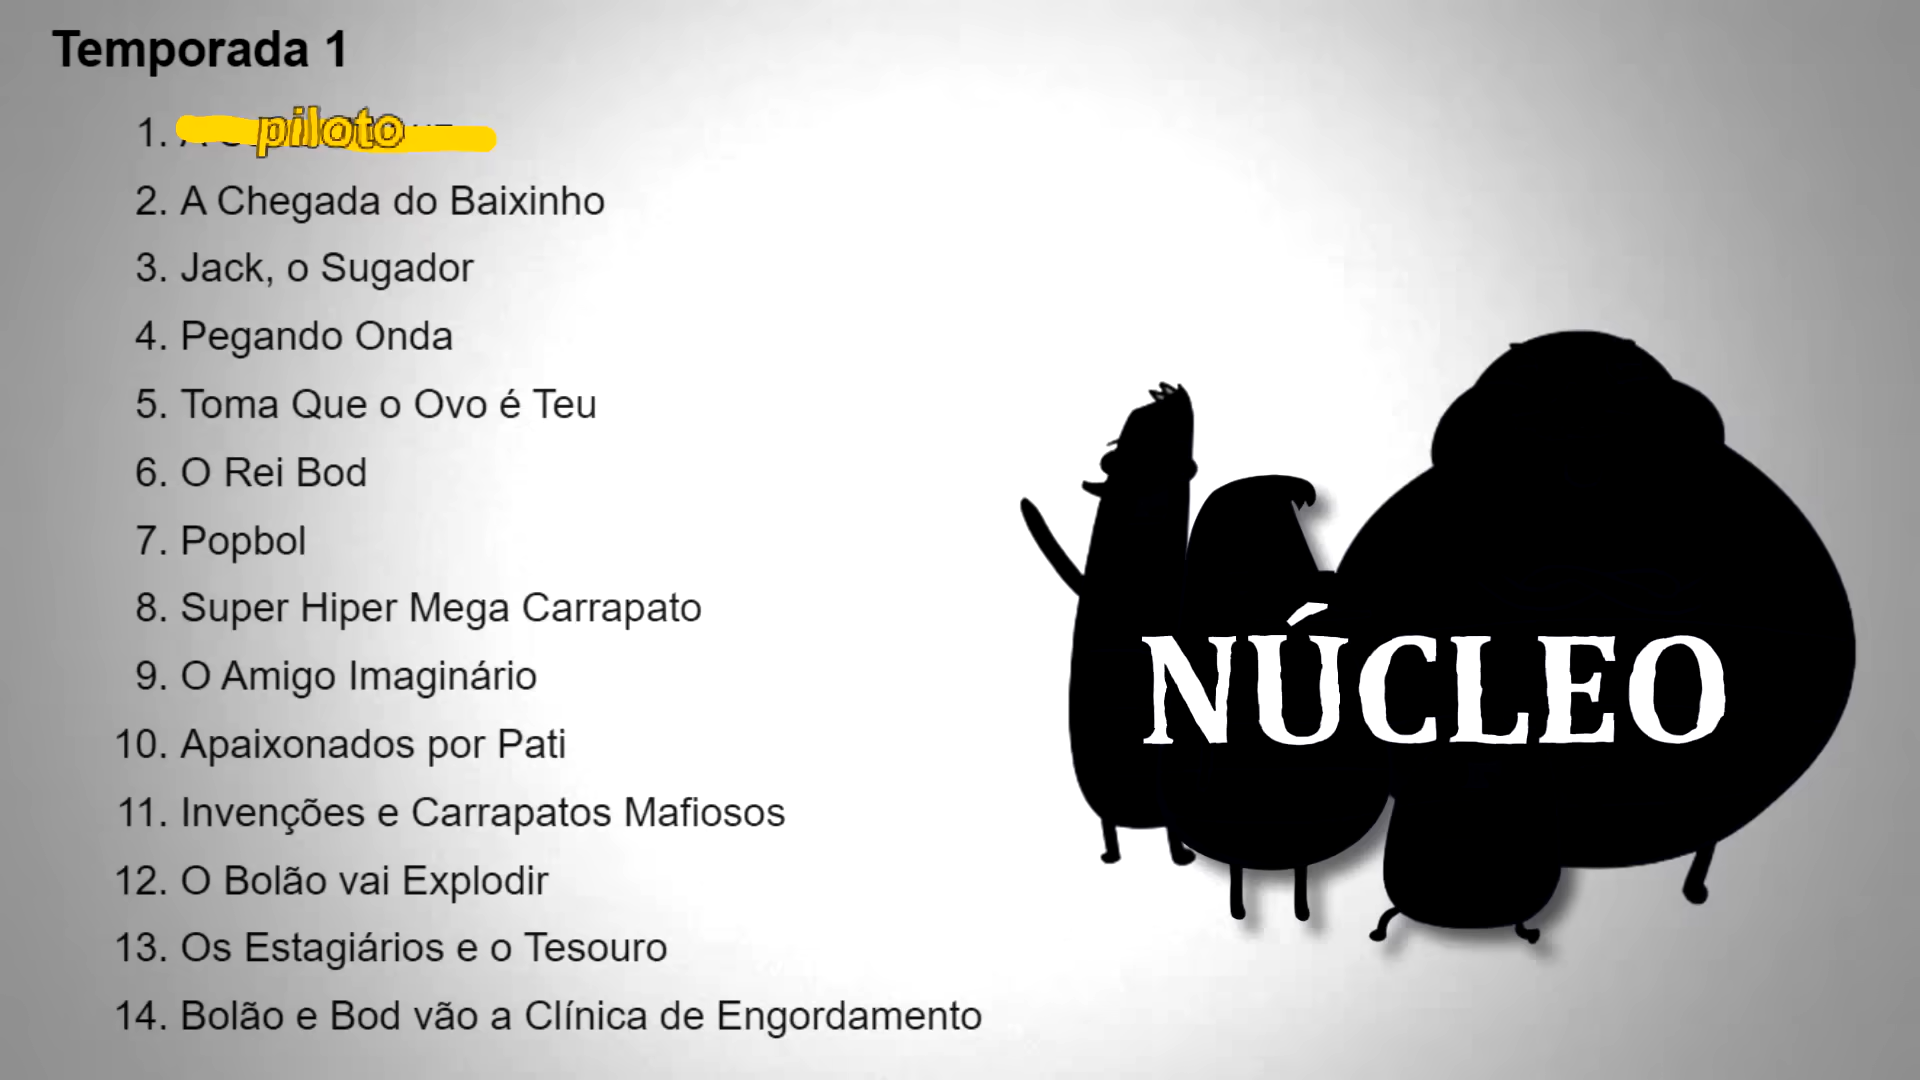 Temporada 1
1. piloto
2. A Chegada do Baixinho
3. Jack, o Sugador
4. Pegando Onda
5. Toma Que o Ovo é Teu
6. O Rei Bod
7. Popbol
8. Super Hiper Mega Carrapato
9. O Amigo Imaginário
10. Apaixonados por Pati
11. Invenções e Carrapatos Mafiosos
12. O Bolão vai Explodir
13. Os Estagiários e o Tesouro
14. Bolão e Bod vão a Clínica de Engordamento
NÚCLEO